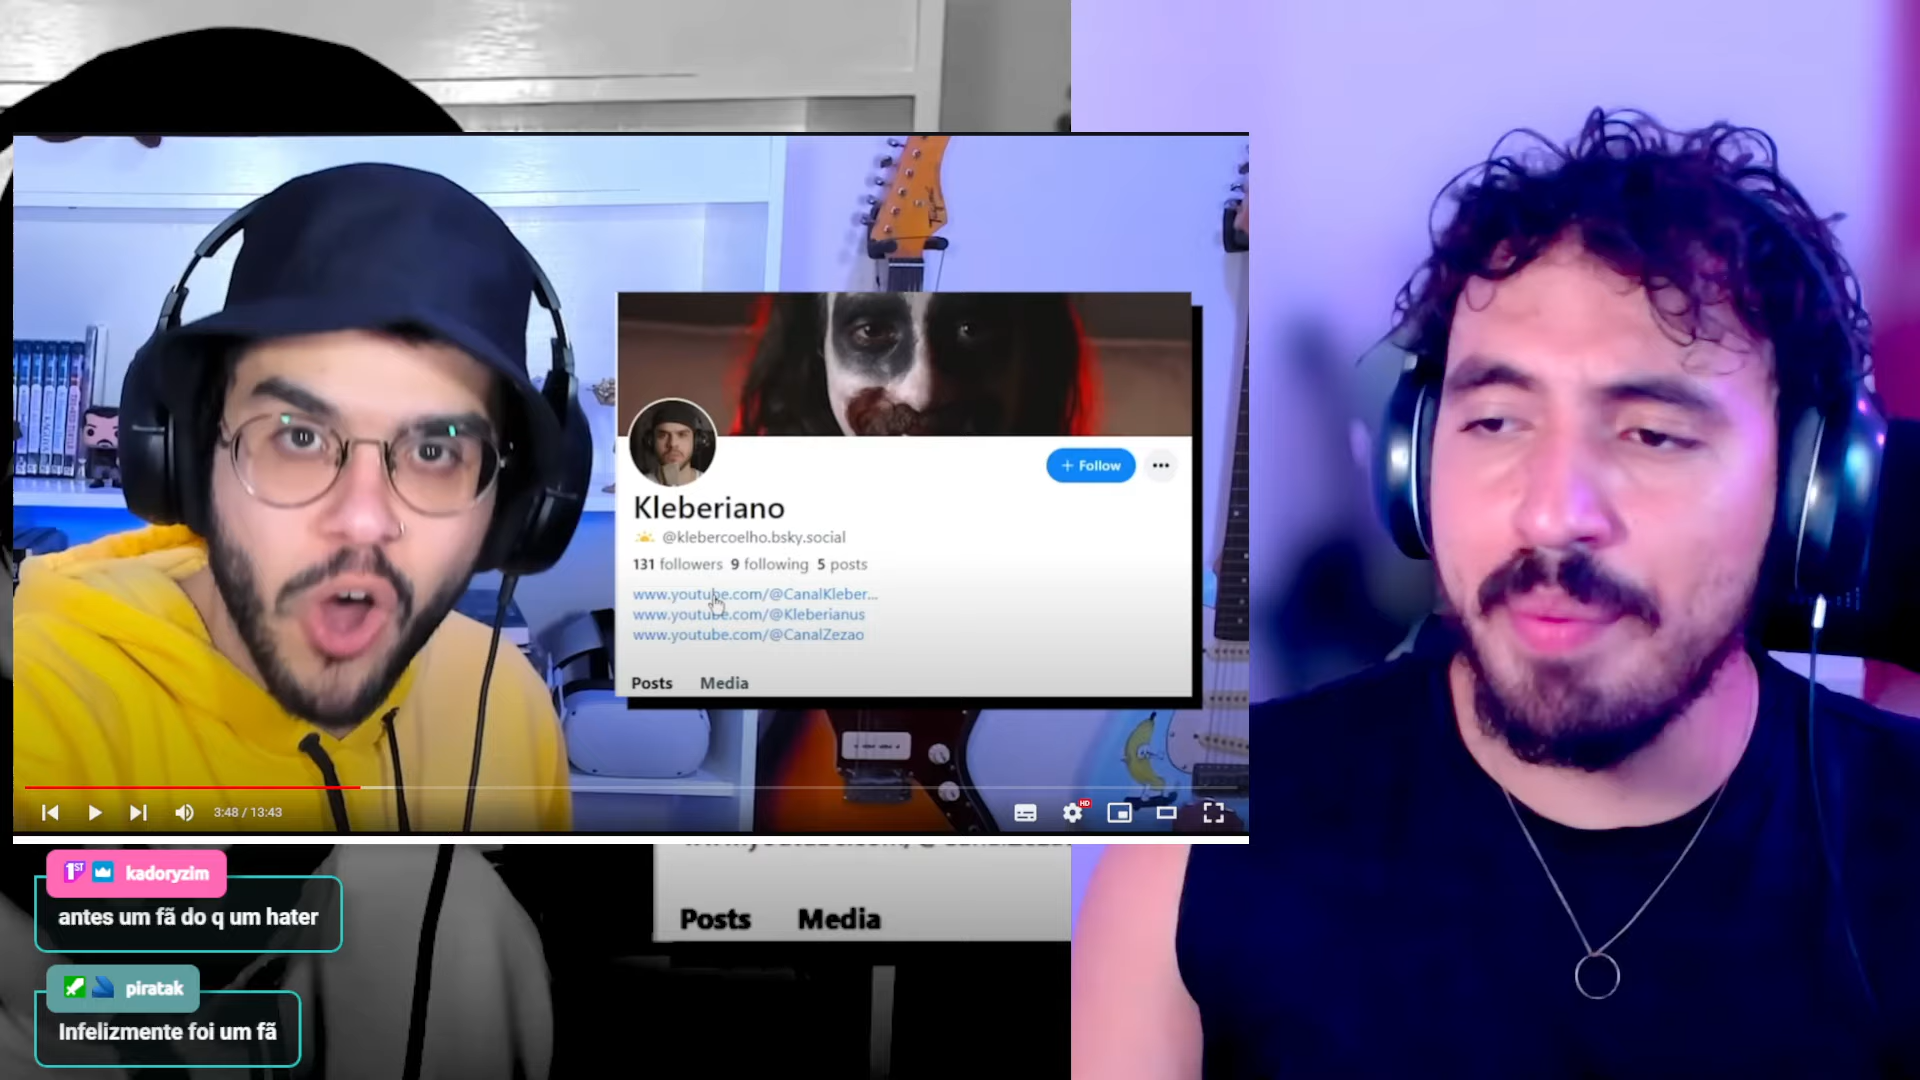 + Follow
Kleberiano
@klebercoelho.bsky.social
131 followers 9 following 5 posts
www.youtube.com/@CanalKleber...
www.youtube.com/@Kleberianus
www.youtube.com/@CanalZezao
Posts Media
3:48 / 13:43
HD
Posts Media
1ST kadoryzim
antes um fã do q um hater
piratak
Infelizmente foi um fã